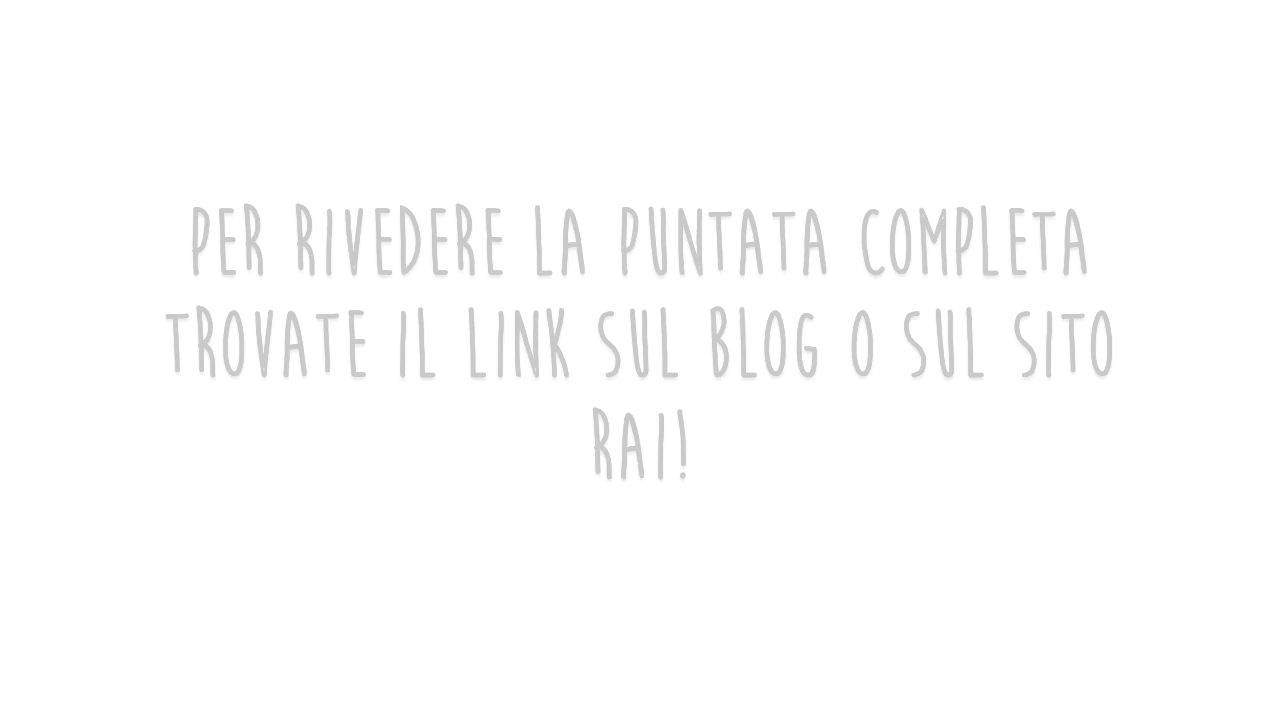 PER RIVEDERE LA PUNTATA COMPLETA
TROVATE IL LINK SUL BLOG O SUL SITO
RAI!